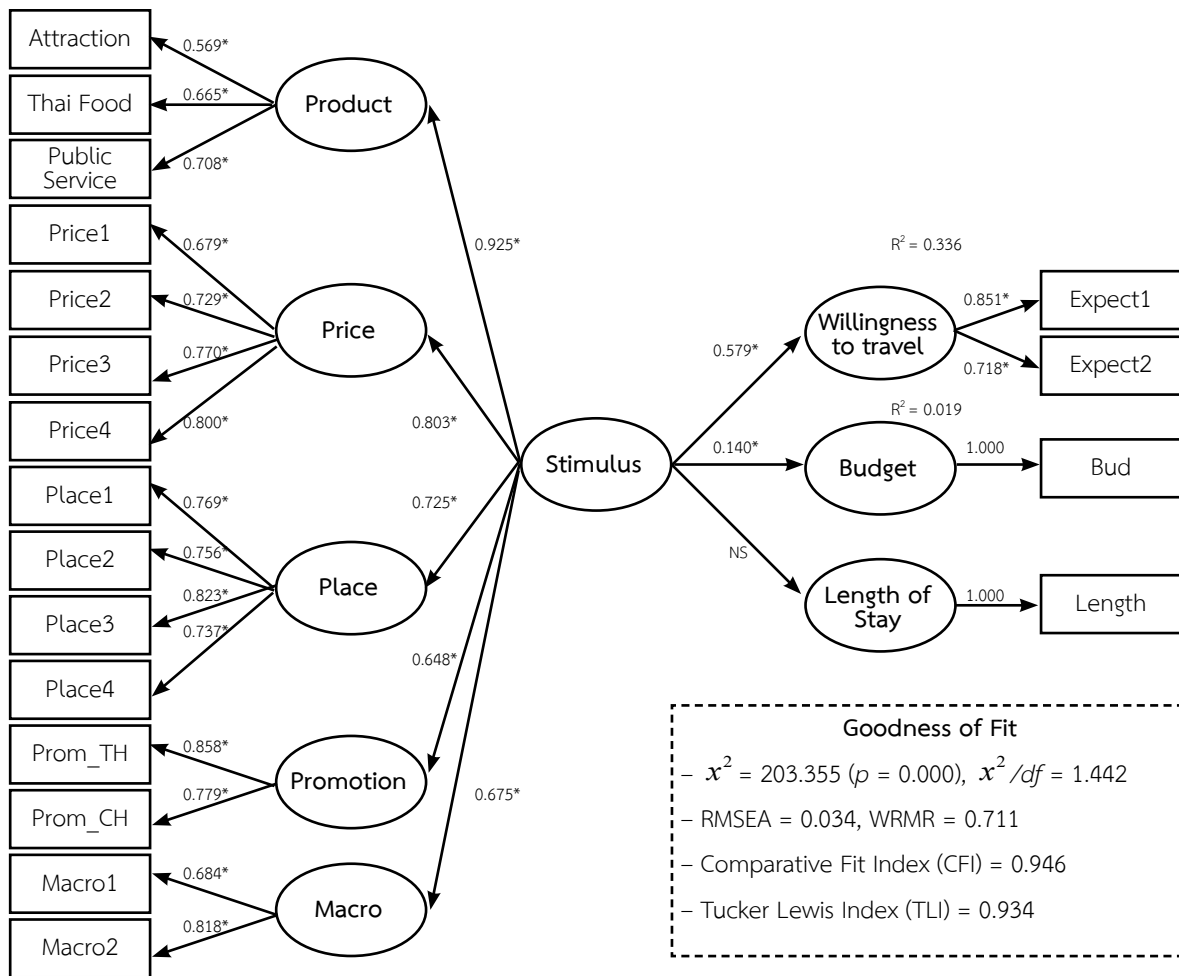 Attraction
0.569*
Thai Food
0.665*
Product
Public
Service
0.708*
Price1
0.679*
0.925*
R² = 0.336
Price2
0.729*
Price
Willingness
to travel
0.851*
Expect1
Price3
0.770*
0.579*
0.718*
Expect2
Price4
0.800*
0.803*
R² = 0.019
Stimulus
0.140*
Budget
1.000
Bud
Place1
0.769*
0.725*
Place2
0.756*
NS
Place
Length of
Stay
1.000
Length
Place3
0.823*
0.737*
Place4
0.648*
Prom_TH
0.858*
Promotion
0.675*
Prom_CH
0.779*
Macro1
0.684*
Macro
Macro2
0.818*
Goodness of Fit
– x² = 203.355 (p = 0.000), x²/df = 1.442
– RMSEA = 0.034, WRMR = 0.711
– Comparative Fit Index (CFI) = 0.946
– Tucker Lewis Index (TLI) = 0.934